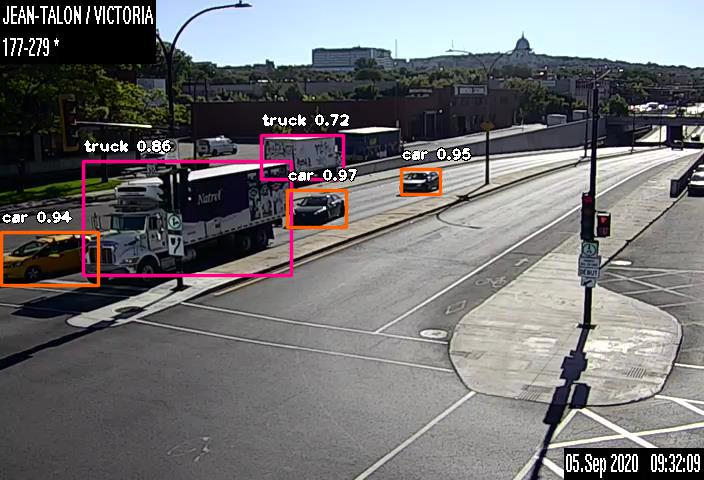 JEAN-TALON / VICTORIA
177-279 *
truck 0.72
truck 0.86
car 0.95
car 0.97
car 0.94
Natrel
DÉBUT
05.Sep 2020 09:32:09